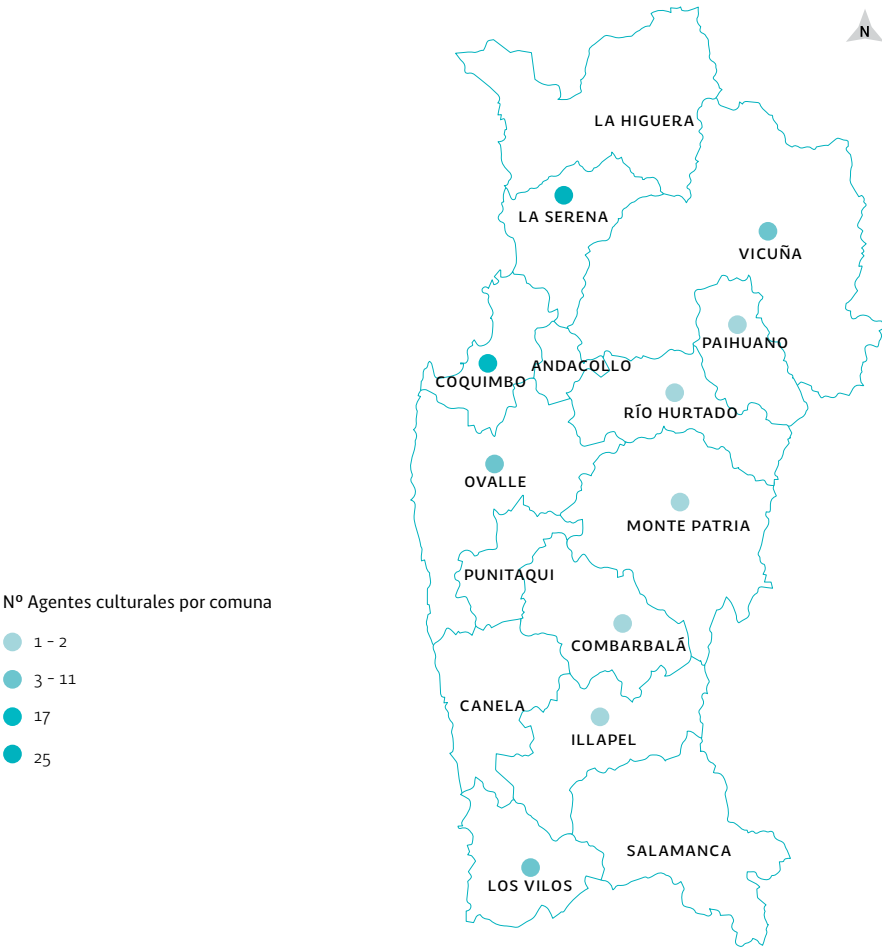 N
LA HIGUERA
LA SERENA
VICUÑA
PAIHUANO
ANDACOLLO
COQUIMBO
RÍO HURTADO
OVALLE
MONTE PATRIA
PUNITAQUI
Nº Agentes culturales por comuna
1 - 2
COMBARBALÁ
3 - 11
CANELA
17
ILLAPEL
25
SALAMANCA
LOS VILOS